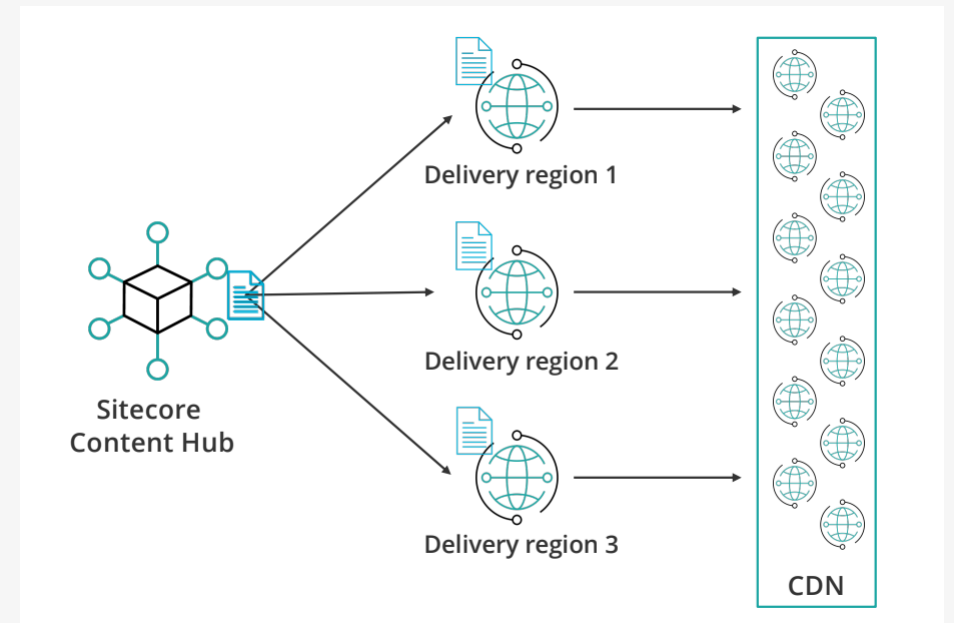 Delivery region 1
Delivery region 2
Sitecore
Content Hub
Delivery region 3
CDN